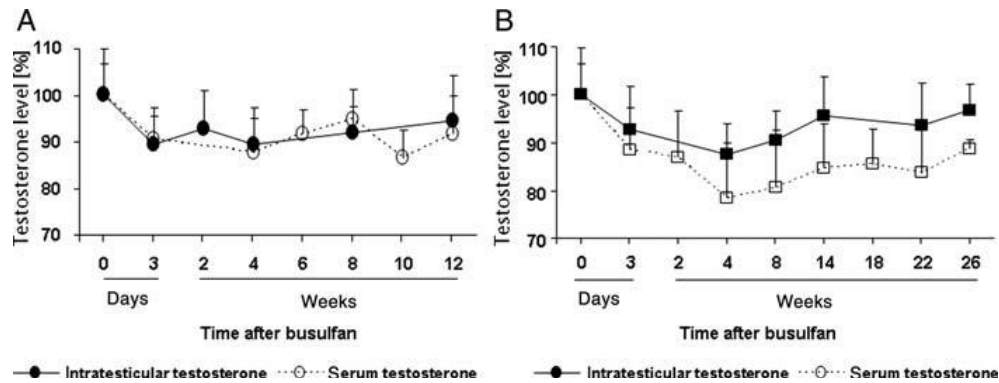 A
Testosterone level [%]
110
100
90
80
70
0 3 2 4 6 8 10 12
Days Weeks
Time after busulfan
Intratesticular testosterone Serum testosterone
B
Testosterone level [%]
110
100
90
80
70
0 3 2 4 8 14 18 22 26
Days Weeks
Time after busulfan
Intratesticular testosterone Serum testosterone